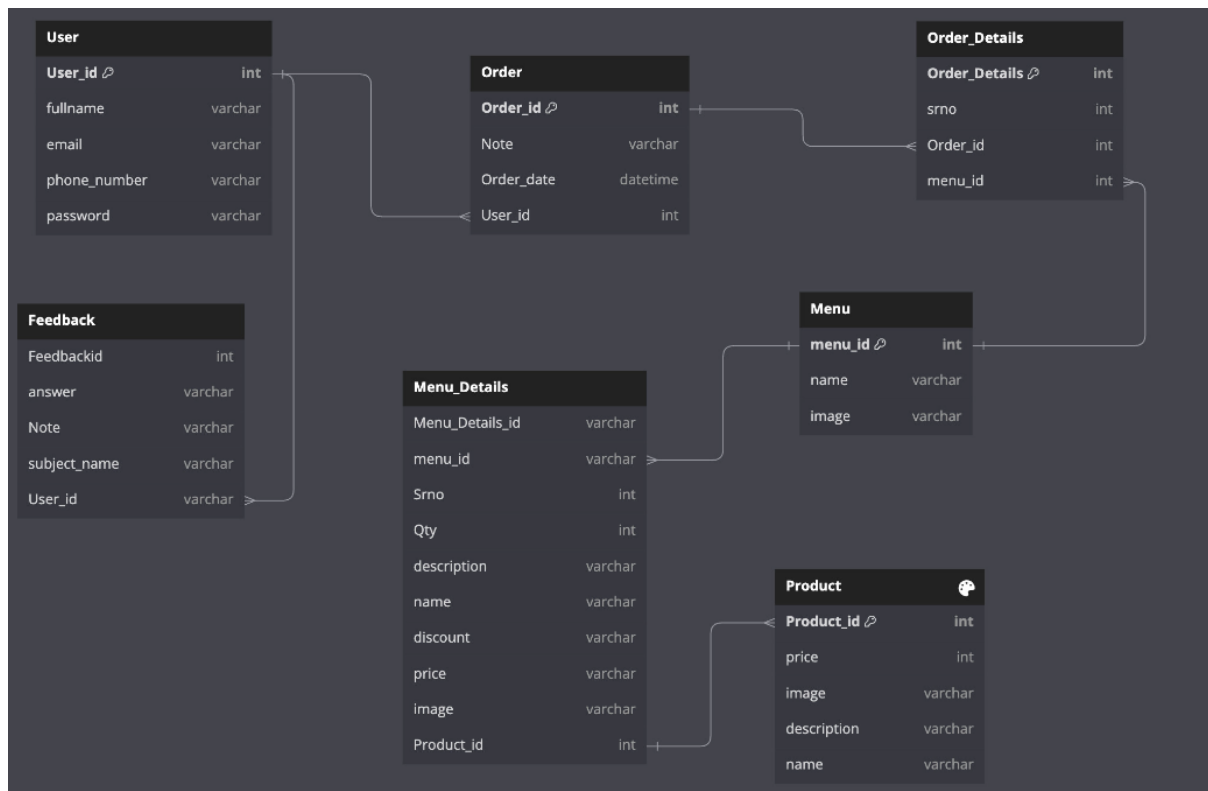 User
User_id int
fullname varchar
email varchar
phone_number varchar
password varchar
Order
Order_id int
Note varchar
Order_date datetime
User_id int
Order_Details
Order_Details int
srno int
Order_id int
menu_id int
Feedback
Feedbackid int
answer varchar
Note varchar
subject_name varchar
User_id varchar
Menu_Details
Menu_Details_id varchar
menu_id varchar
Srno int
Qty int
description varchar
name varchar
discount varchar
price varchar
image varchar
Product_id int
Menu
menu_id int
name varchar
image varchar
Product
Product_id int
price int
image varchar
description varchar
name varchar